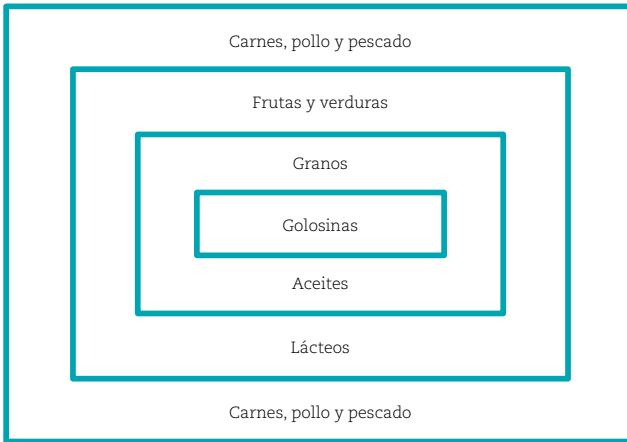 Carnes, pollo y pescado
Frutas y verduras
Granos
Golosinas
Aceites
Lácteos
Carnes, pollo y pescado